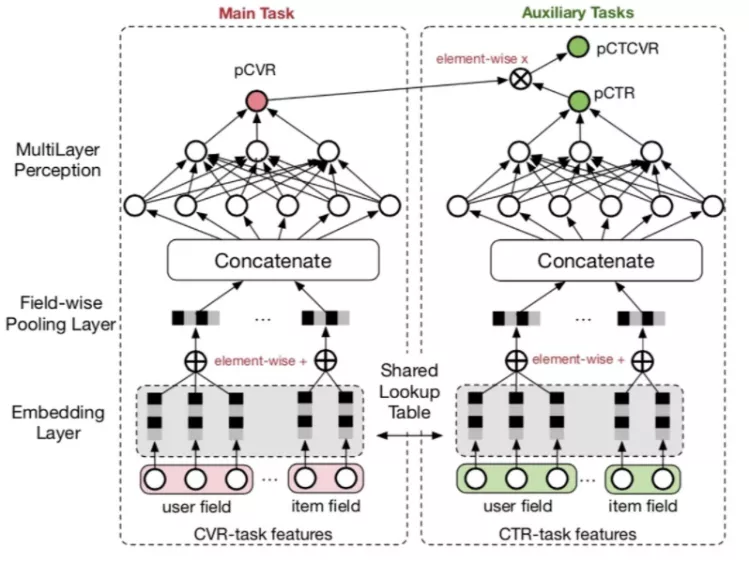 Main Task
Auxiliary Tasks
pCTCVR
element-wise x
pCVR
pCTR
MultiLayer
Perception
Concatenate
Concatenate
Field-wise
Pooling Layer
...
...
element-wise +
element-wise +
Shared
Lookup
Table
Embedding
Layer
...
...
user field
item field
user field
item field
CVR-task features
CTR-task features